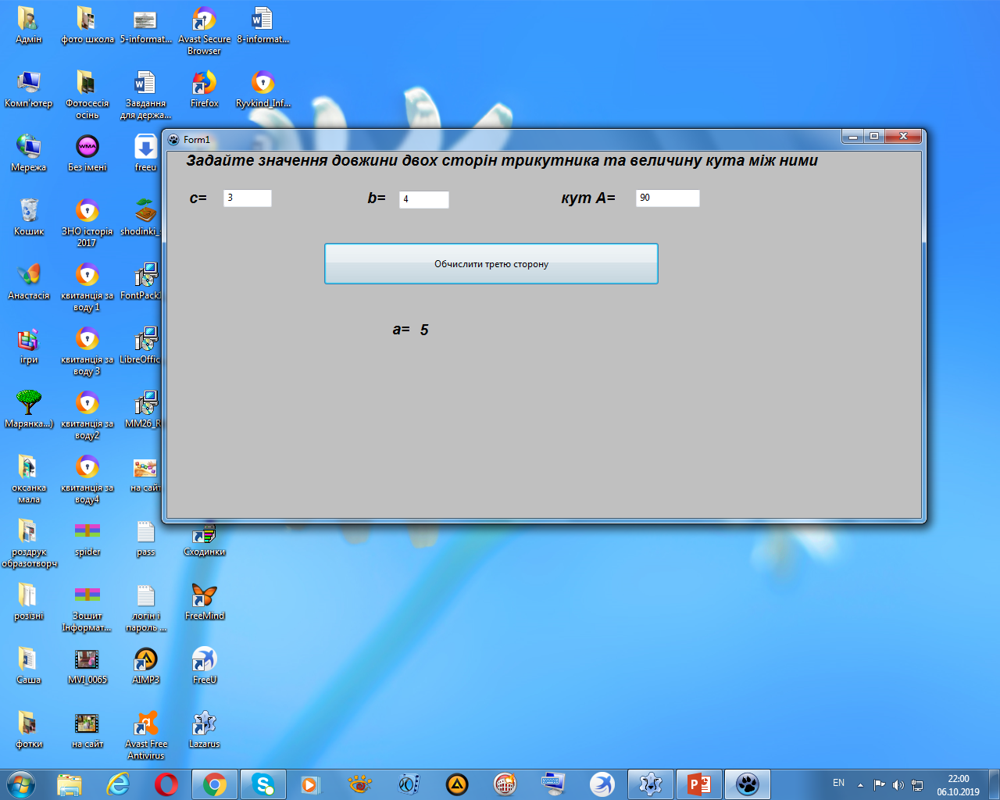 Адмін
фото школа
5-informat...
Avast Secure
Browser
8-informat...
Комп'ютер
Фотосесія
осінь
Завдання
для держа...
Firefox
Ryvkind_Inf...
Мережа
Без імені
freeu
Кошик
ЗНО історія
2017
shodinki_
Анастасія
квитанція за
воду 1
FontPack
ігри
квитанція за
воду 3
LibreOffic
Марянка...)
квитанція за
воду2
MM26_R
оксанка
мала
квитанція за
воду4
на сайт
роздрук
образотворч
spider
pass
Сходинки
розізні
Зошит
Інформат...
логін і
пароль ...
FreeMind
Саша
MVI_0065
AIMP3
FreeU
фотки
на сайт
Avast Free
Antivirus
Lazarus
Form1
Задайте значення довжини двох сторін трикутника та величину кута між ними
c= 3 b= 4 кут A= 90
Обчислити третю сторону
a= 5
WMA
EN
22:00
06.10.2019